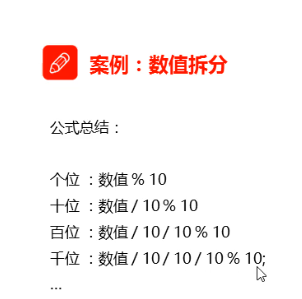 案例：数值拆分
公式总结：
个位 ：数值 % 10
十位 ：数值 / 10 % 10
百位 ：数值 / 10 / 10 % 10
千位 ：数值 / 10 / 10 / 10 % 10;
...